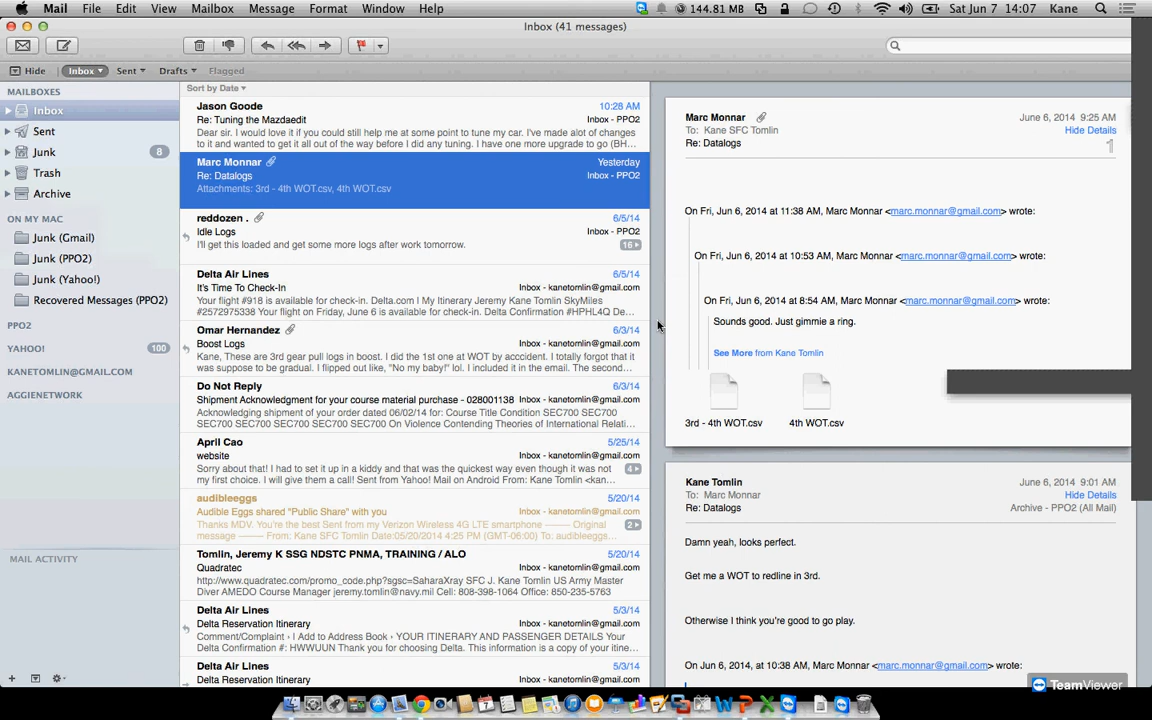 Mail File Edit View Mailbox Message Format Window Help 144.81 MB Sat Jun 7 14:07 Kane
Inbox (41 messages)
Hide Inbox Sent Drafts Flagged
MAILBOXES
Inbox
Sent
Junk 8
Trash
Archive
ON MY MAC
Junk (Gmail)
Junk (PPO2)
Junk (Yahoo!)
Recovered Messages (PPO2)
PPO2
YAHOO! 100
KANETOMLIN@GMAIL.COM
AGGIENETWORK
MAIL ACTIVITY
Sort by Date
Jason Goode 10:28 AM
Re: Tuning the Mazdaedit Inbox - PPO2
Dear sir. I would love it if you could still help me at some point to tune my car. I've made alot of changes
to it and wanted to get it all out of the way before I did any tuning. I have one more upgrade to go (BH...
Marc Monnar Yesterday
Re: Datalogs Inbox - PPO2
Attachments: 3rd - 4th WOT.csv, 4th WOT.csv
reddozen . 6/5/14
Idle Logs Inbox - PPO2
I'll get this loaded and get some more logs after work tomorrow. 16
Delta Air Lines 6/5/14
It's Time To Check-In Inbox - kanetomlin@gmail.com
Your flight #918 is available for check-in. Delta.com I My Itinerary Jeremy Kane Tomlin SkyMiles
#2572975338 Your flight on Friday, June 6 is available for check-in. Delta Confirmation #HPHL4Q De...
Omar Hernandez 6/3/14
Boost Logs Inbox - kanetomlin@gmail.com
Kane, These are 3rd gear pull logs in boost. I did the 1st one at WOT by acccident. I totally forgot that it
was suppose to be gradual. I flipped out like, "No my baby!" lol. I included it in the email. The second...
Do Not Reply 6/3/14
Shipment Acknowledgment for your course material purchase - 028001138 Inbox - kanetomlin@gmail.com
Acknowledging shipment of your order dated 06/02/14 for: Course Title Condition SEC700 SEC700
SEC700 SEC700 SEC700 SEC700 On Violence Contending Theories of International Relati...
April Cao 5/25/14
website Inbox - kanetomlin@gmail.com
Sorry about that! I had to set it up in a kiddy and that was the quickest way even though it was not
my first choice. I will give them a call! Sent from Yahoo! Mail on Android From: Kane Tomlin <kan... 4
audibleeggs 5/20/14
Audible Eggs shared "Public Share" with you Inbox - kanetomlin@gmail.com
Thanks MDV. You're the best Sent from my Verizon Wireless 4G LTE smartphone -------- Original
message -------- From: Kane SFC Tomlin Date:05/20/2014 4:25 PM (GMT-06:00) To: audibleeggs... 2
Tomlin, Jeremy K SSG NDSTC PNMA, TRAINING / ALO 5/20/14
Quadratec Inbox - kanetomlin@gmail.com
http://www.quadratec.com/promo_code.php?sgsc=SaharaXray SFC J. Kane Tomlin US Army Master
Diver AMEDO Course Manager jeremy.tomlin@navy.mil Cell: 808-398-1064 Office: 850-235-5763
Delta Air Lines 5/3/14
Delta Reservation Itinerary Inbox - kanetomlin@gmail.com
Comment/Complaint › I Add to Address Book › YOUR ITINERARY AND PASSENGER DETAILS Your
Delta Confirmation #: HWWUUN Thank you for choosing Delta. This information is a copy of your itine...
Delta Air Lines 5/3/14
Delta Reservation Itinerary Inbox - kanetomlin@gmail.com
Marc Monnar June 6, 2014 9:25 AM
To: Kane SFC Tomlin Hide Details
Re: Datalogs
On Fri, Jun 6, 2014 at 11:38 AM, Marc Monnar <marc.monnar@gmail.com> wrote:
On Fri, Jun 6, 2014 at 10:53 AM, Marc Monnar <marc.monnar@gmail.com> wrote:
On Fri, Jun 6, 2014 at 8:54 AM, Marc Monnar <marc.monnar@gmail.com> wrote:
Sounds good. Just gimmie a ring.
See More from Kane Tomlin
3rd - 4th WOT.csv 4th WOT.csv
Kane Tomlin June 6, 2014 9:01 AM
To: Marc Monnar Hide Details
Re: Datalogs Archive - PPO2 (All Mail)
Damn yeah, looks perfect.
Get me a WOT to redline in 3rd.
Otherwise I think you're good to go play.
On Jun 6, 2014, at 10:38 AM, Marc Monnar <marc.monnar@gmail.com> wrote:
TeamViewer